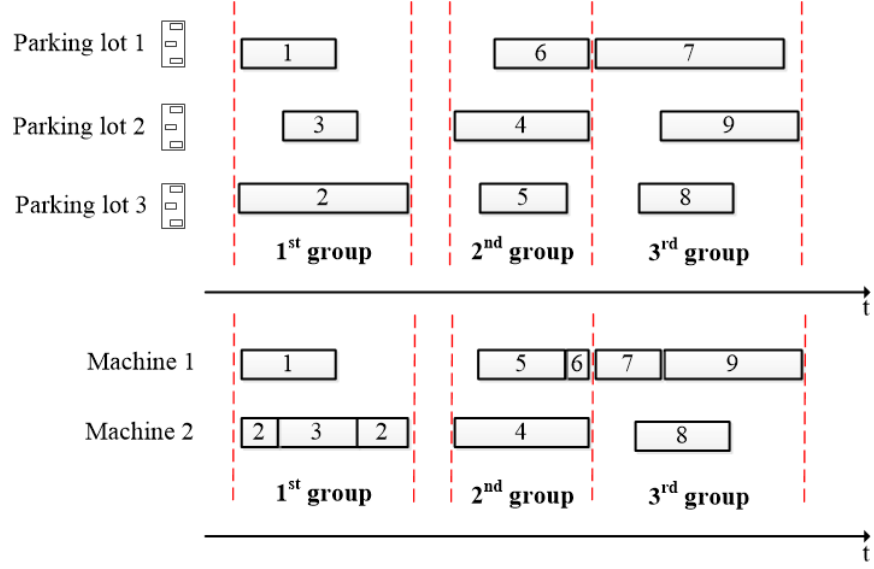 Parking lot 1 1 6 7
Parking lot 2 3 4 9
Parking lot 3 2 5 8
1st group 2nd group 3rd group
t
Machine 1 1 5 6 7 9
Machine 2 2 3 2 4 8
1st group 2nd group 3rd group
t